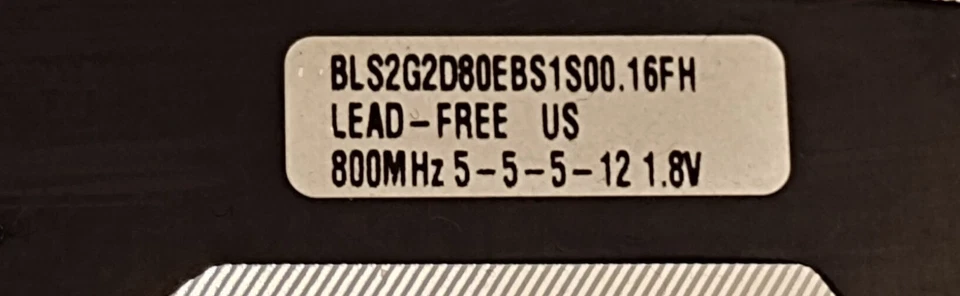 BLS2G2D80EBS1S00.16FH
LEAD-FREE US
800MHz 5-5-5-12 1.8V